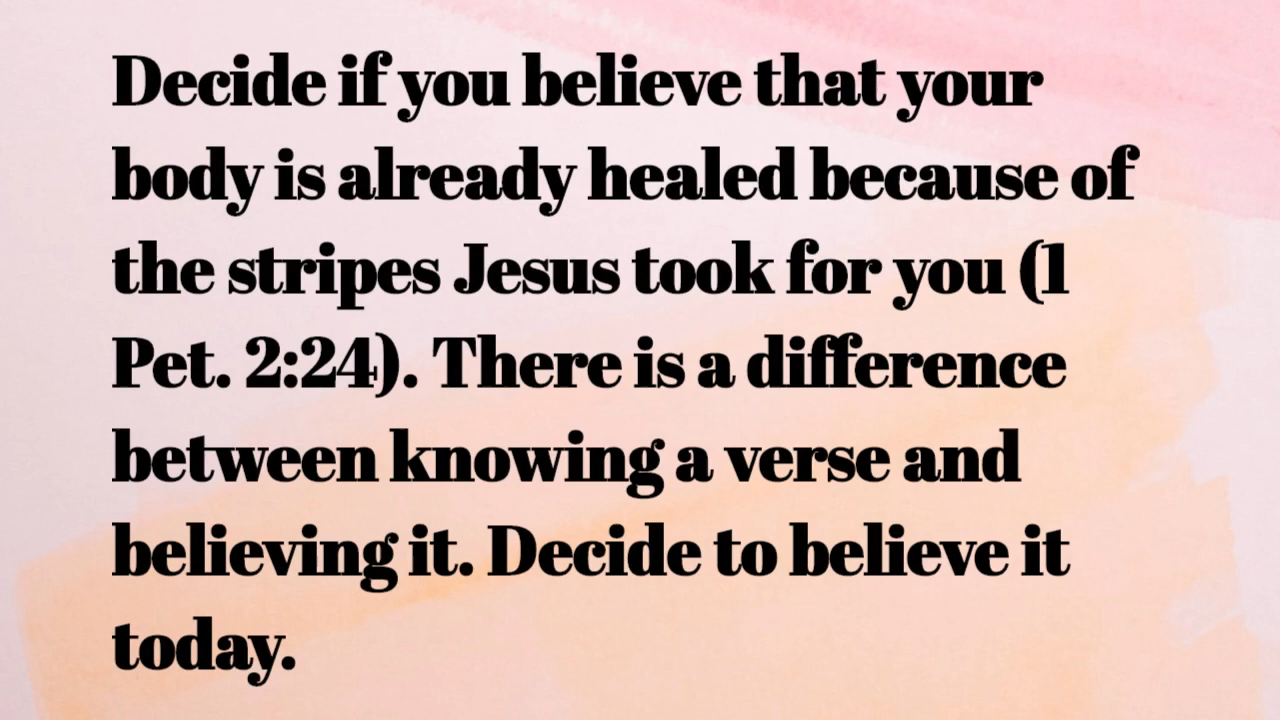 Decide if you believe that your
body is already healed because of
the stripes Jesus took for you (1
Pet. 2:24). There is a difference
between knowing a verse and
believing it. Decide to believe it
today.